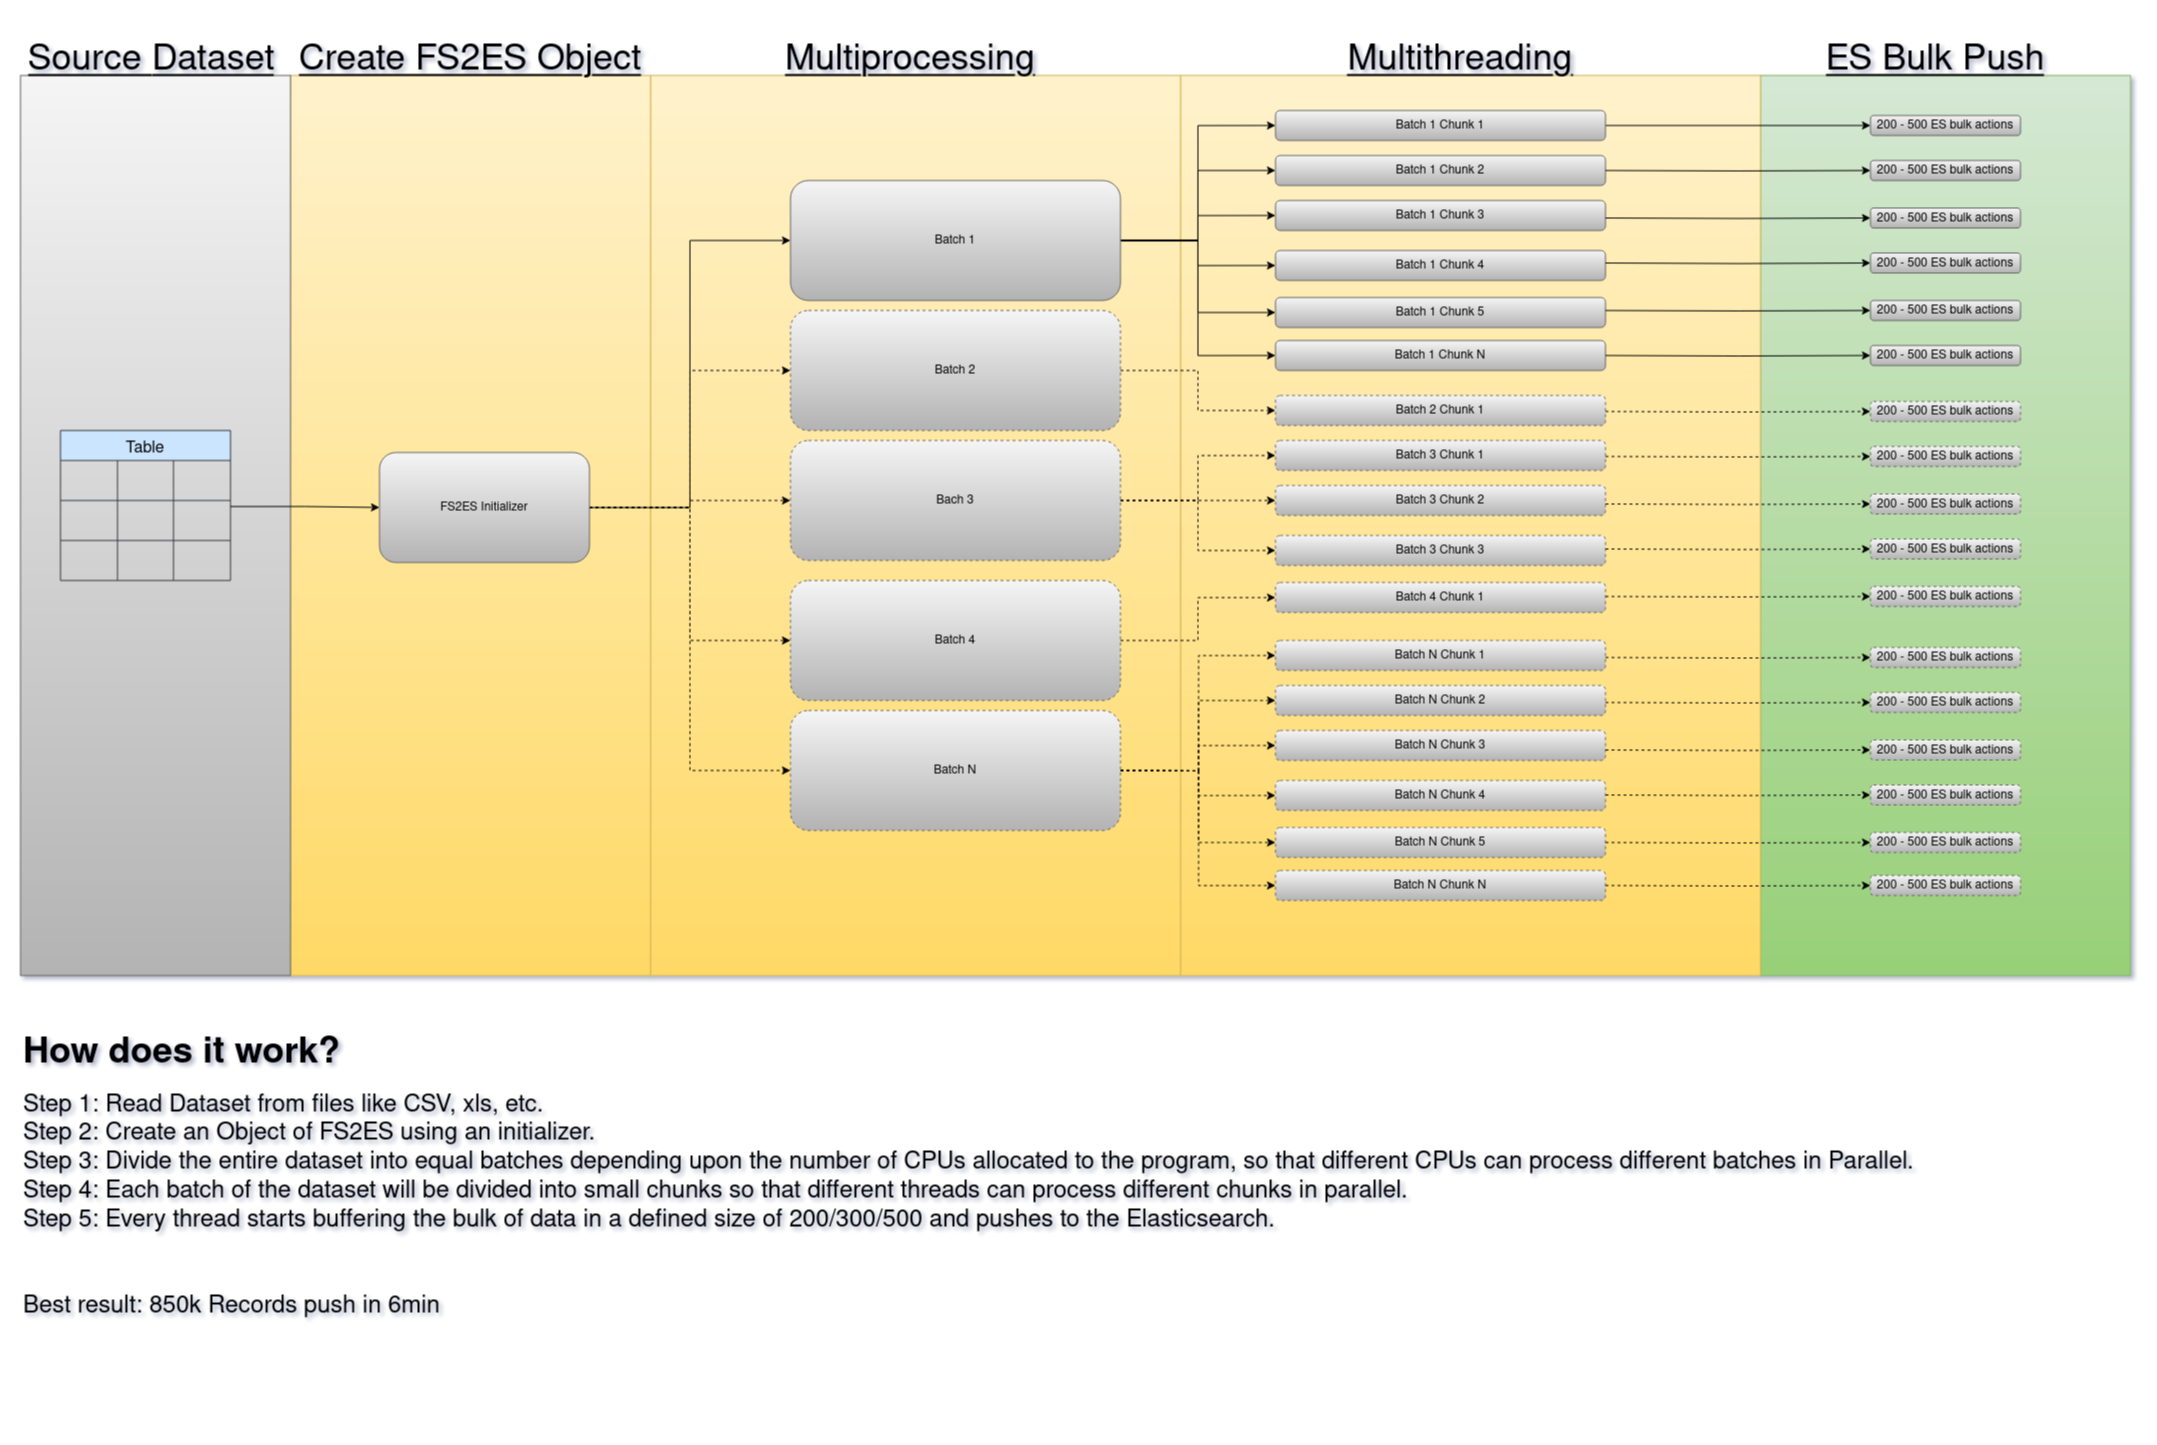 Source Dataset
Create FS2ES Object
Multiprocessing
Multithreading
ES Bulk Push
Table
FS2ES Initializer
Batch 1
Batch 2
Bach 3
Batch 4
Batch N
Batch 1 Chunk 1
200 - 500 ES bulk actions
Batch 1 Chunk 2
200 - 500 ES bulk actions
Batch 1 Chunk 3
200 - 500 ES bulk actions
Batch 1 Chunk 4
200 - 500 ES bulk actions
Batch 1 Chunk 5
200 - 500 ES bulk actions
Batch 1 Chunk N
200 - 500 ES bulk actions
Batch 2 Chunk 1
200 - 500 ES bulk actions
Batch 3 Chunk 1
200 - 500 ES bulk actions
Batch 3 Chunk 2
200 - 500 ES bulk actions
Batch 3 Chunk 3
200 - 500 ES bulk actions
Batch 4 Chunk 1
200 - 500 ES bulk actions
Batch N Chunk 1
200 - 500 ES bulk actions
Batch N Chunk 2
200 - 500 ES bulk actions
Batch N Chunk 3
200 - 500 ES bulk actions
Batch N Chunk 4
200 - 500 ES bulk actions
Batch N Chunk 5
200 - 500 ES bulk actions
Batch N Chunk N
200 - 500 ES bulk actions
How does it work?
Step 1: Read Dataset from files like CSV, xls, etc.
Step 2: Create an Object of FS2ES using an initializer.
Step 3: Divide the entire dataset into equal batches depending upon the number of CPUs allocated to the program, so that different CPUs can process different batches in Parallel.
Step 4: Each batch of the dataset will be divided into small chunks so that different threads can process different chunks in parallel.
Step 5: Every thread starts buffering the bulk of data in a defined size of 200/300/500 and pushes to the Elasticsearch.
Best result: 850k Records push in 6min